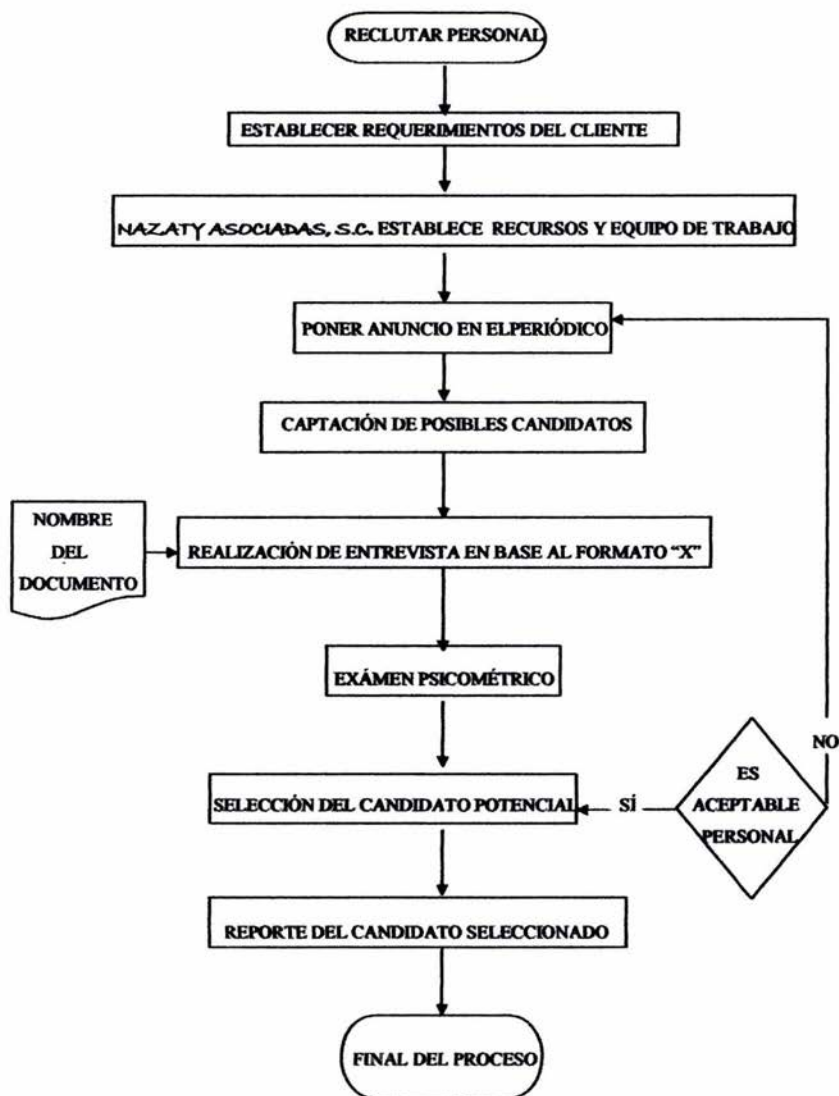 RECLUTAR PERSONAL
ESTABLECER REQUERIMIENTOS DEL CLIENTE
NAZATY ASOCIADAS, S.C. ESTABLECE RECURSOS Y EQUIPO DE TRABAJO
PONER ANUNCIO EN ELPERIÓDICO
CAPTACIÓN DE POSIBLES CANDIDATOS
NOMBRE
DEL
DOCUMENTO
REALIZACIÓN DE ENTREVISTA EN BASE AL FORMATO “X”
EXÁMEN PSICOMÉTRICO
NO
ES
ACEPTABLE
PERSONAL
SELECCIÓN DEL CANDIDATO POTENCIAL
SÍ
REPORTE DEL CANDIDATO SELECCIONADO
FINAL DEL PROCESO